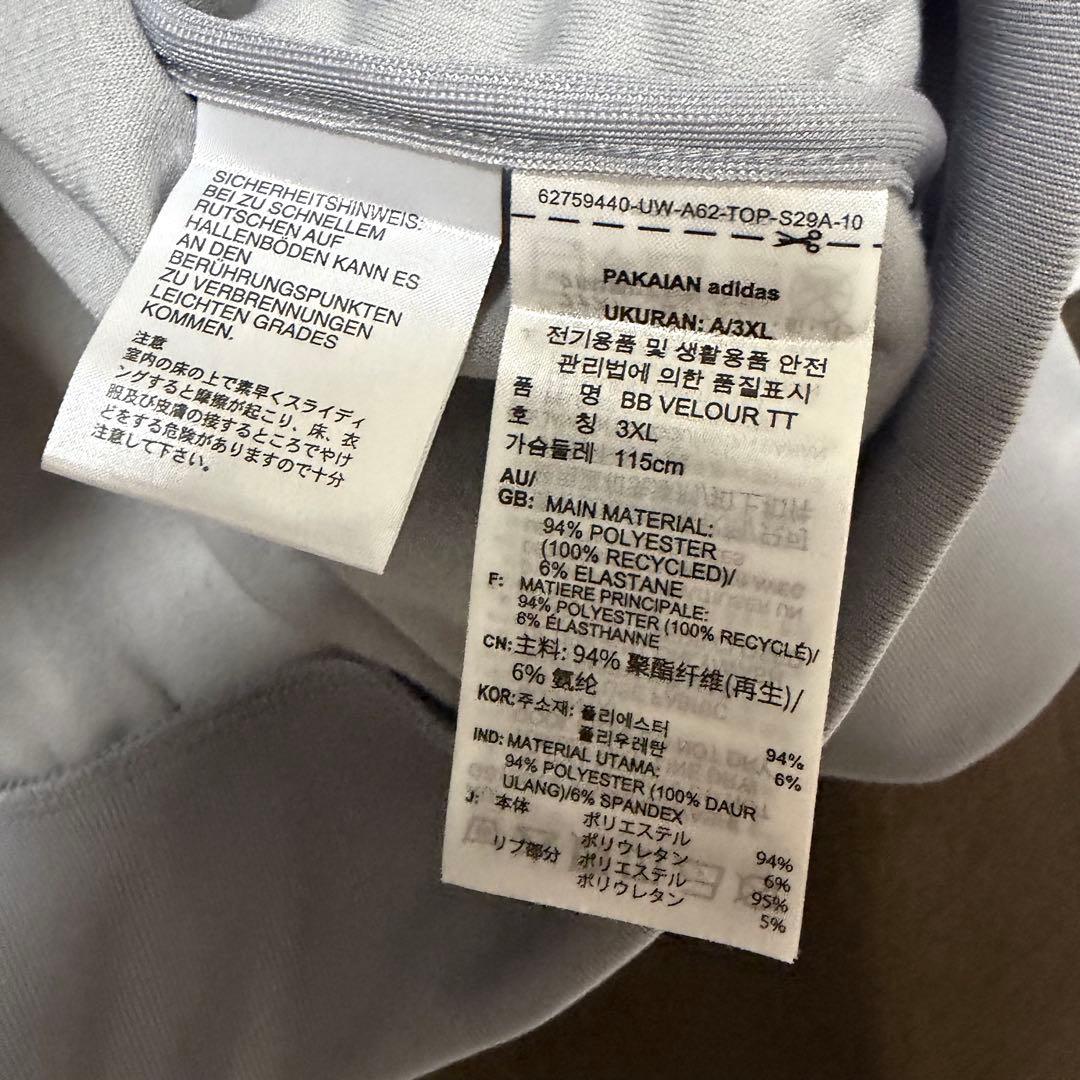 SICHERHEITSHINWEIS:
BEI ZU SCHNELLEM
RUTSCHEN AUF
HALLENBÖDEN KANN ES
AN DEN
BERÜHRUNGSPUNKTEN
ZU VERBRENNUNGEN
LEICHTEN GRADES
KOMMEN.
注意
室内の床の上で素早くスライディ
ングすると摩擦が起こり、床、衣
服及び皮膚の接するところでやけ
どをする危険がありますので十分
注意して下さい。
62759440-UW-A62-TOP-S29A-10
PAKAIAN adidas
UKURAN: A/3XL
전기용품 및 생활용품 안전
관리법에 의한 품질표시
품 명 BB VELOUR TT
호 칭 3XL
가슴둘레 115cm
AU/
GB: MAIN MATERIAL:
94% POLYESTER
(100% RECYCLED)/
6% ELASTANE
F: MATIERE PRINCIPALE:
94% POLYESTER (100% RECYCLÉ)/
6% ÉLASTHANNE
CN: 主料: 94% 聚酯纤维(再生)/
6% 氨纶
KOR: 주소재: 폴리에스터 94%
폴리우레탄 6%
IND: MATERIAL UTAMA:
94% POLYESTER (100% DAUR
ULANG)/6% SPANDEX
J: 本体 ポリエステル 94%
ポリウレタン 6%
リブ部分 ポリエステル 95%
ポリウレタン 5%